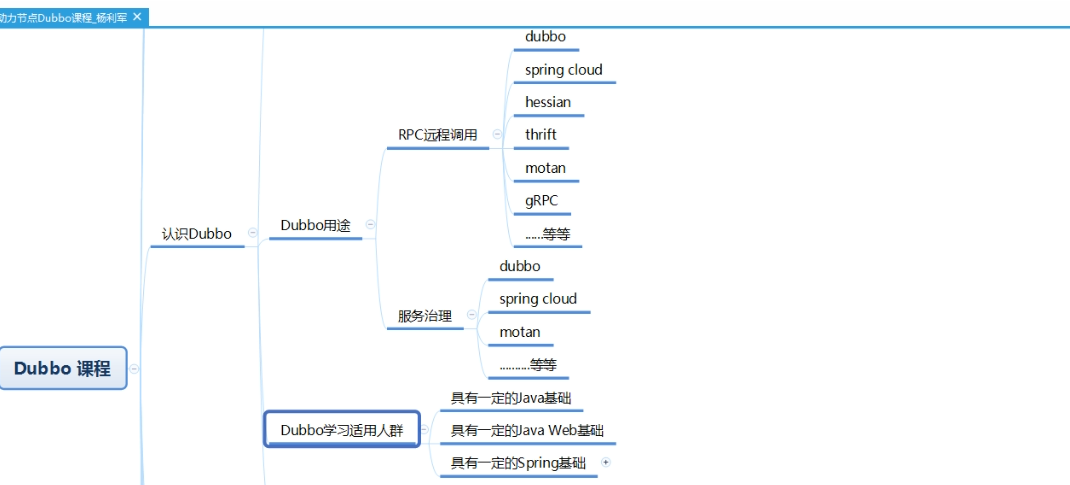 动力节点Dubbo课程_杨利军
dubbo
spring cloud
hessian
RPC远程调用
thrift
motan
gRPC
......等等
Dubbo用途
认识Dubbo
dubbo
spring cloud
服务治理
motan
..........等等
Dubbo 课程
具有一定的Java基础
Dubbo学习适用人群
具有一定的Java Web基础
具有一定的Spring基础